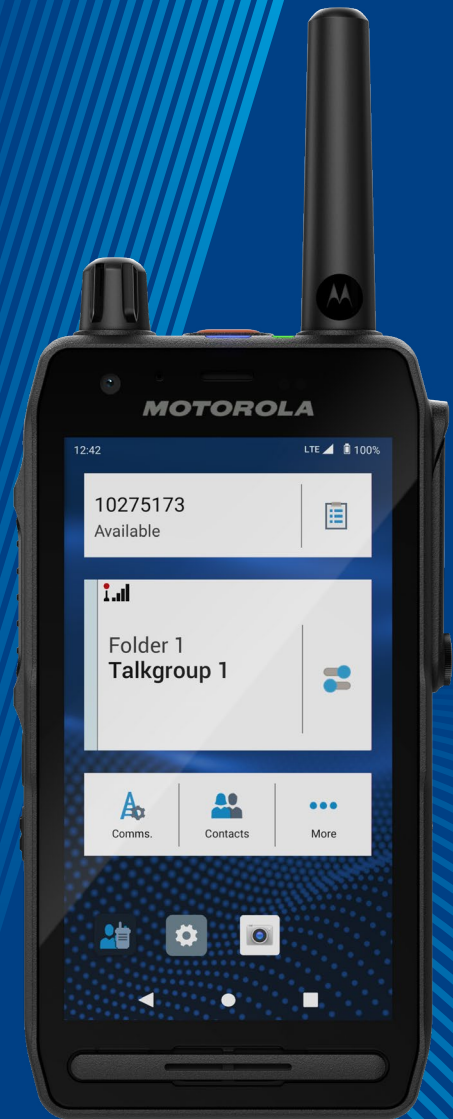 MOTOROLA
12:42
LTE 100%
10275173
Available
Folder 1
Talkgroup 1
Comms.
Contacts
More